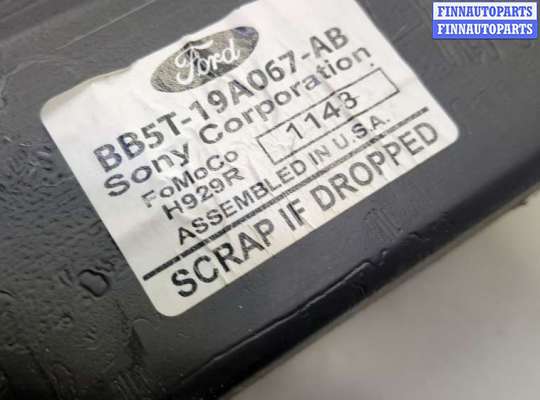 FINNAUTOPARTS
FINNAUTOPARTS
Ford
BB5T-19A067-AB
Sony Corporation
FoMoCo
H929R
1148
ASSEMBLED IN U.S.A.
SCRAP IF DROPPED